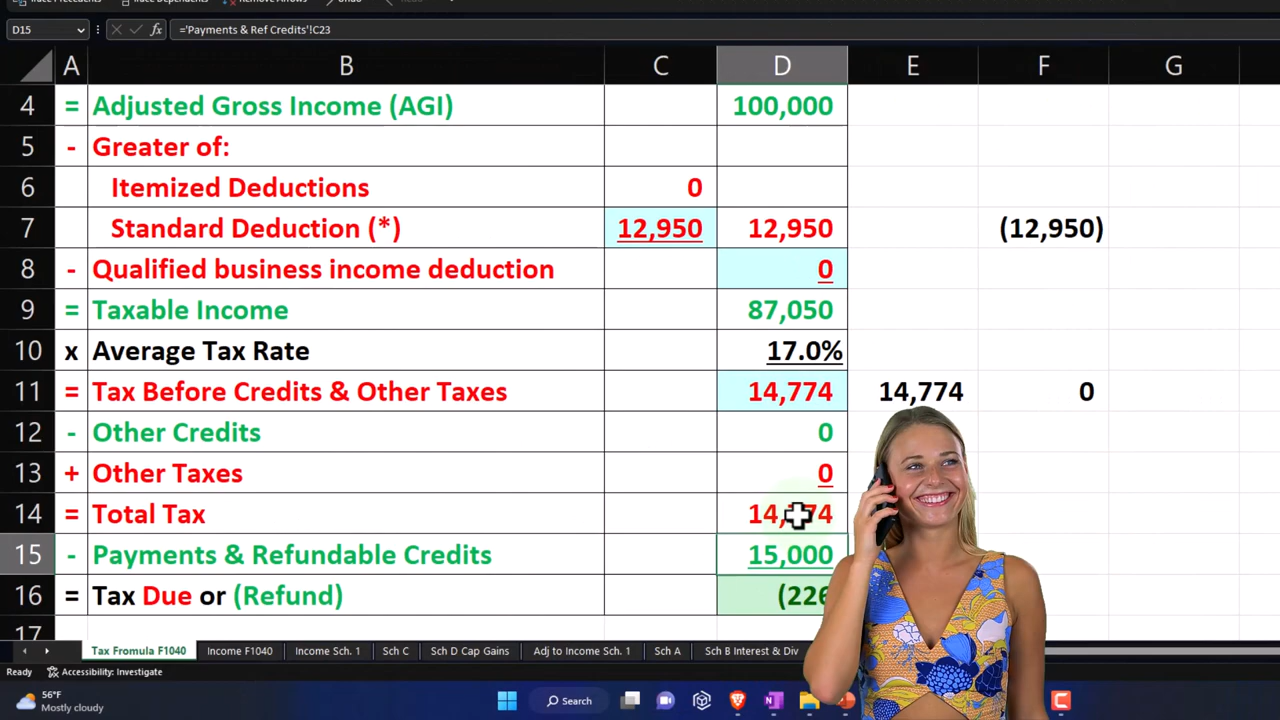 D15 ='Payments & Ref Credits'!C23
A B C D E F G
4 = Adjusted Gross Income (AGI) 100,000
5 - Greater of:
6 Itemized Deductions 0
7 Standard Deduction (*) 12,950 12,950 (12,950)
8 - Qualified business income deduction 0
9 = Taxable Income 87,050
10 x Average Tax Rate 17.0%
11 = Tax Before Credits & Other Taxes 14,774 14,774 0
12 - Other Credits 0
13 + Other Taxes 0
14 = Total Tax
15 - Payments & Refundable Credits 15,000
16 = Tax Due or (Refund) (226
17
Tax Fromula F1040 Income F1040 Income Sch. 1 Sch C Sch D Cap Gains Adj to Income Sch. 1 Sch A Sch B Interest & Div
Ready Accessibility: Investigate
56°F
Mostly cloudy
Search